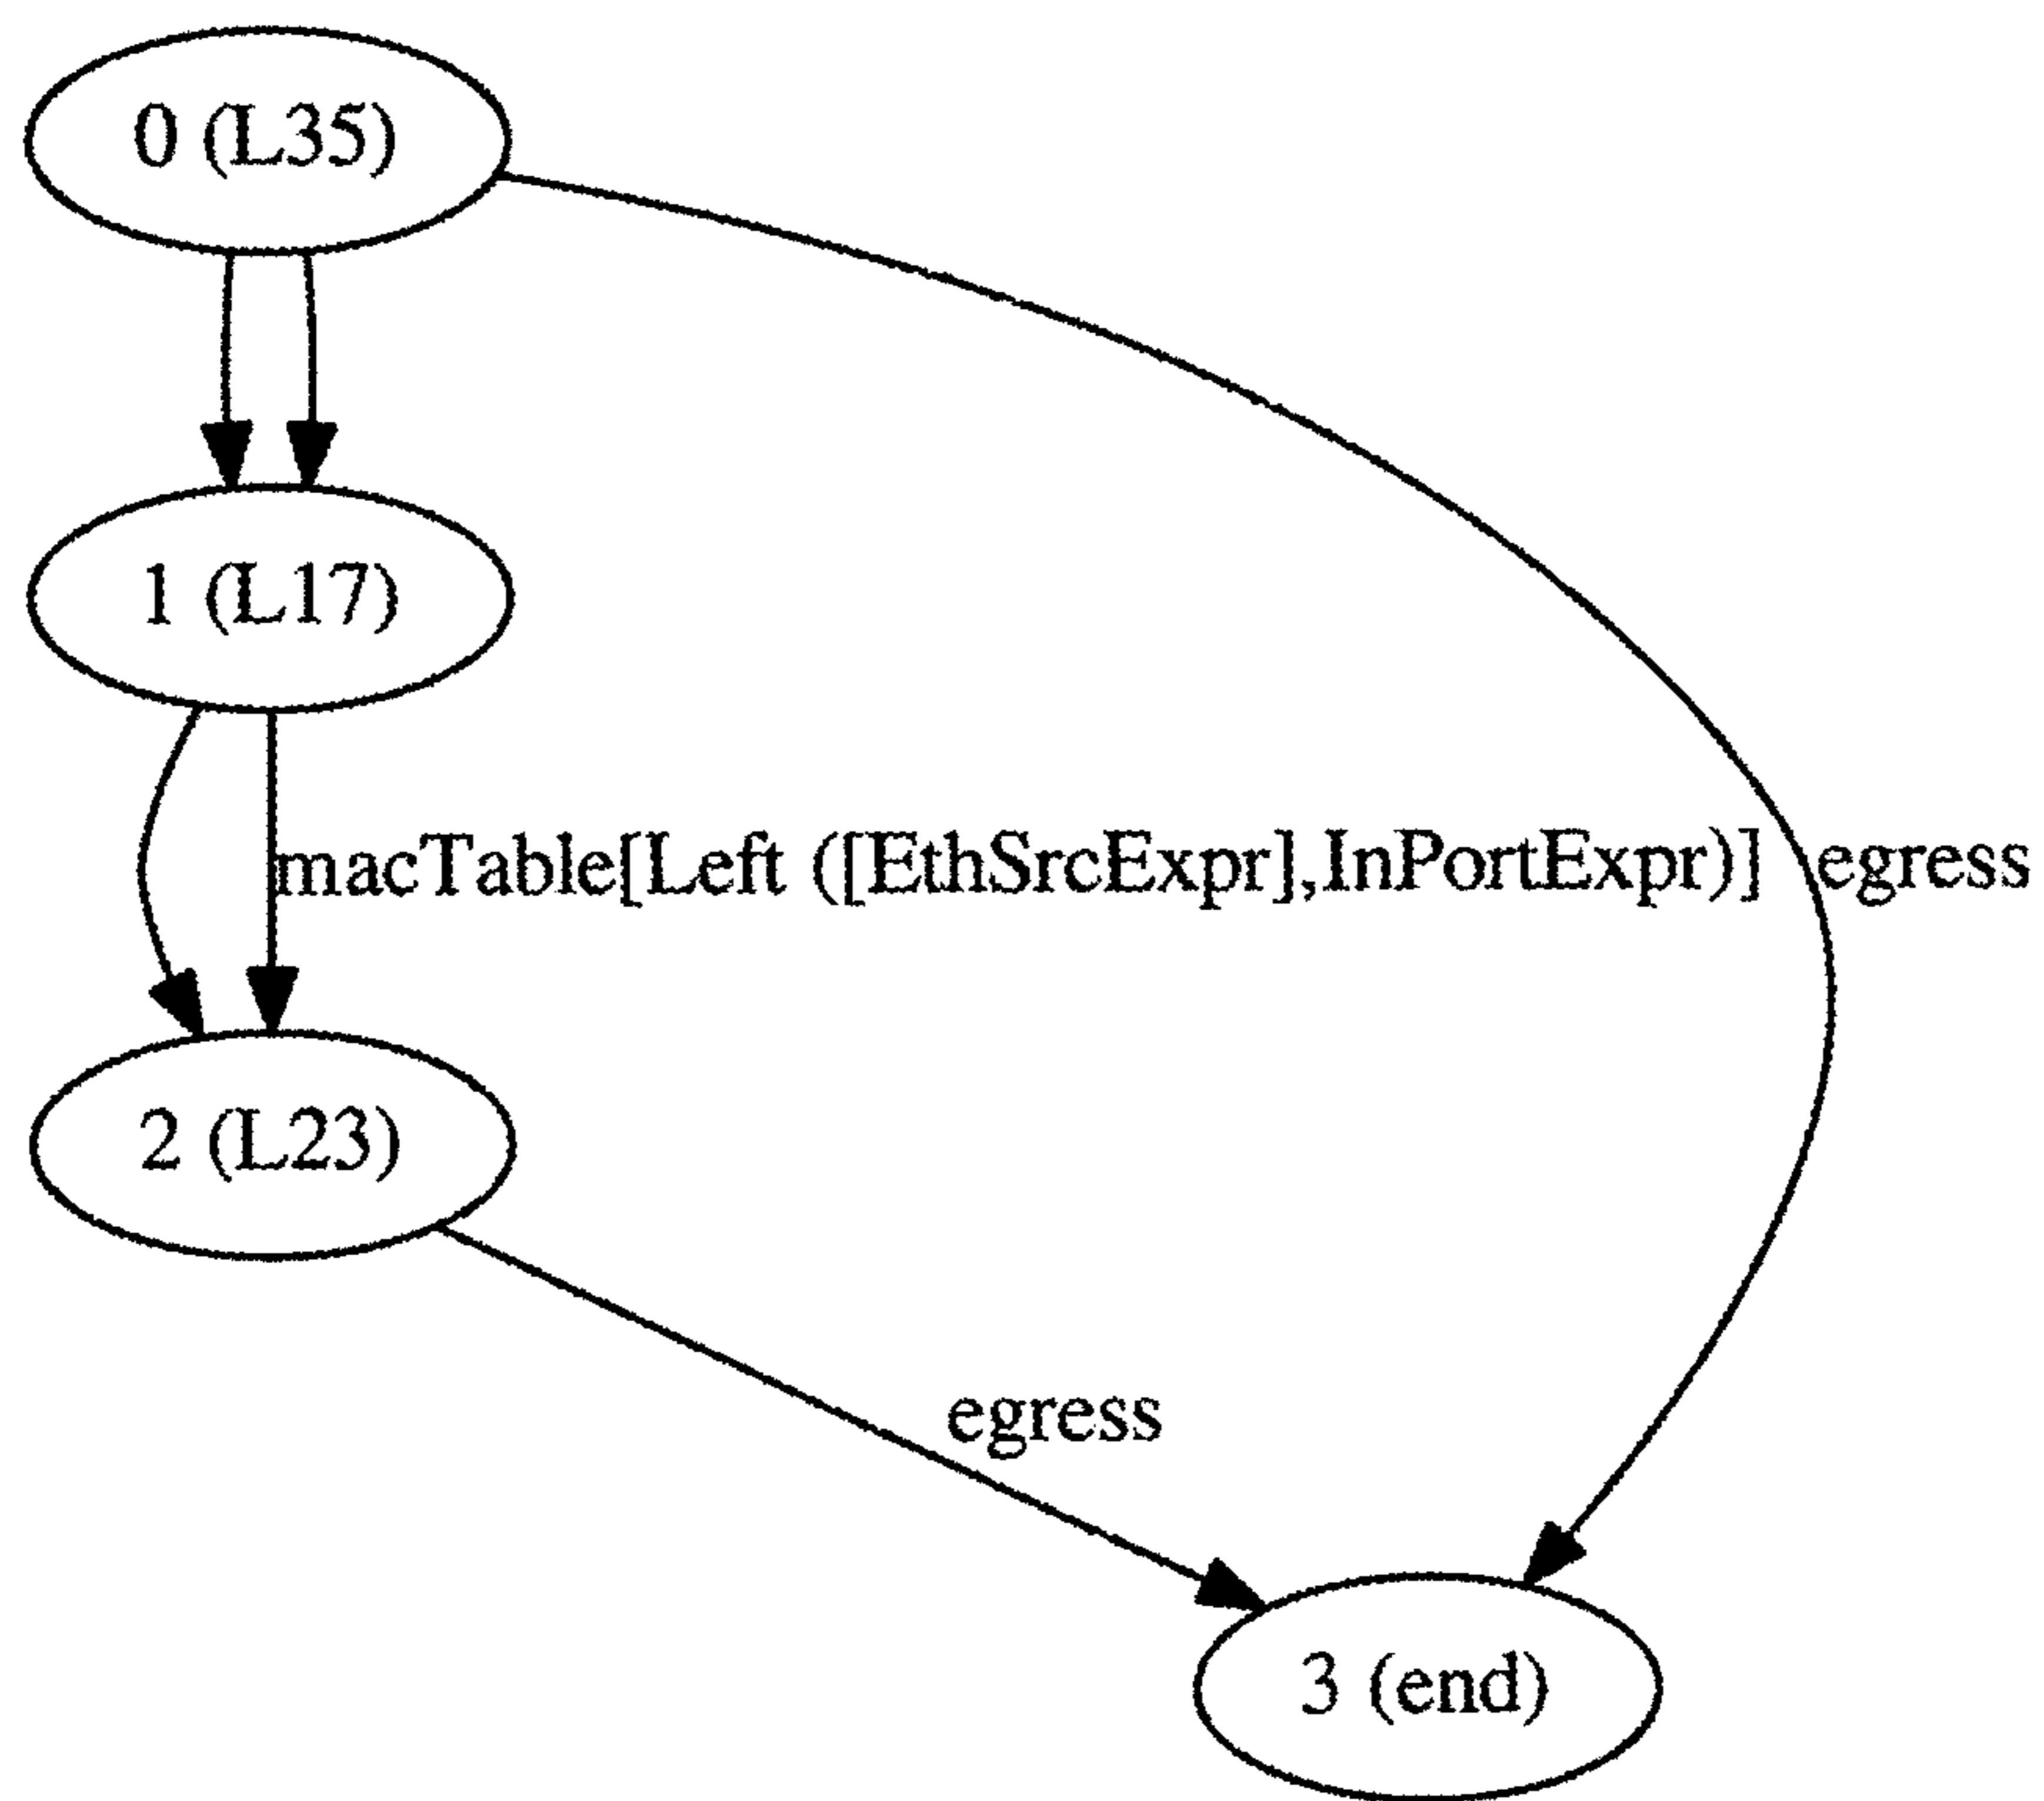 0 (L35)
1 (L17)
macTable[Left ([EthSrcExpr],InPortExpr)]
egress
2 (L23)
egress
3 (end)